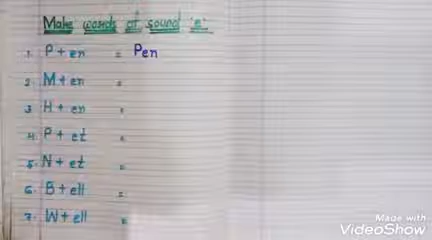 Make words of sound 'e'
1. P + en = Pen
2. M + en =
3. H + en =
4. P + et =
5. N + et =
6. B + ell =
7. W + ell =
Made with
VideoShow